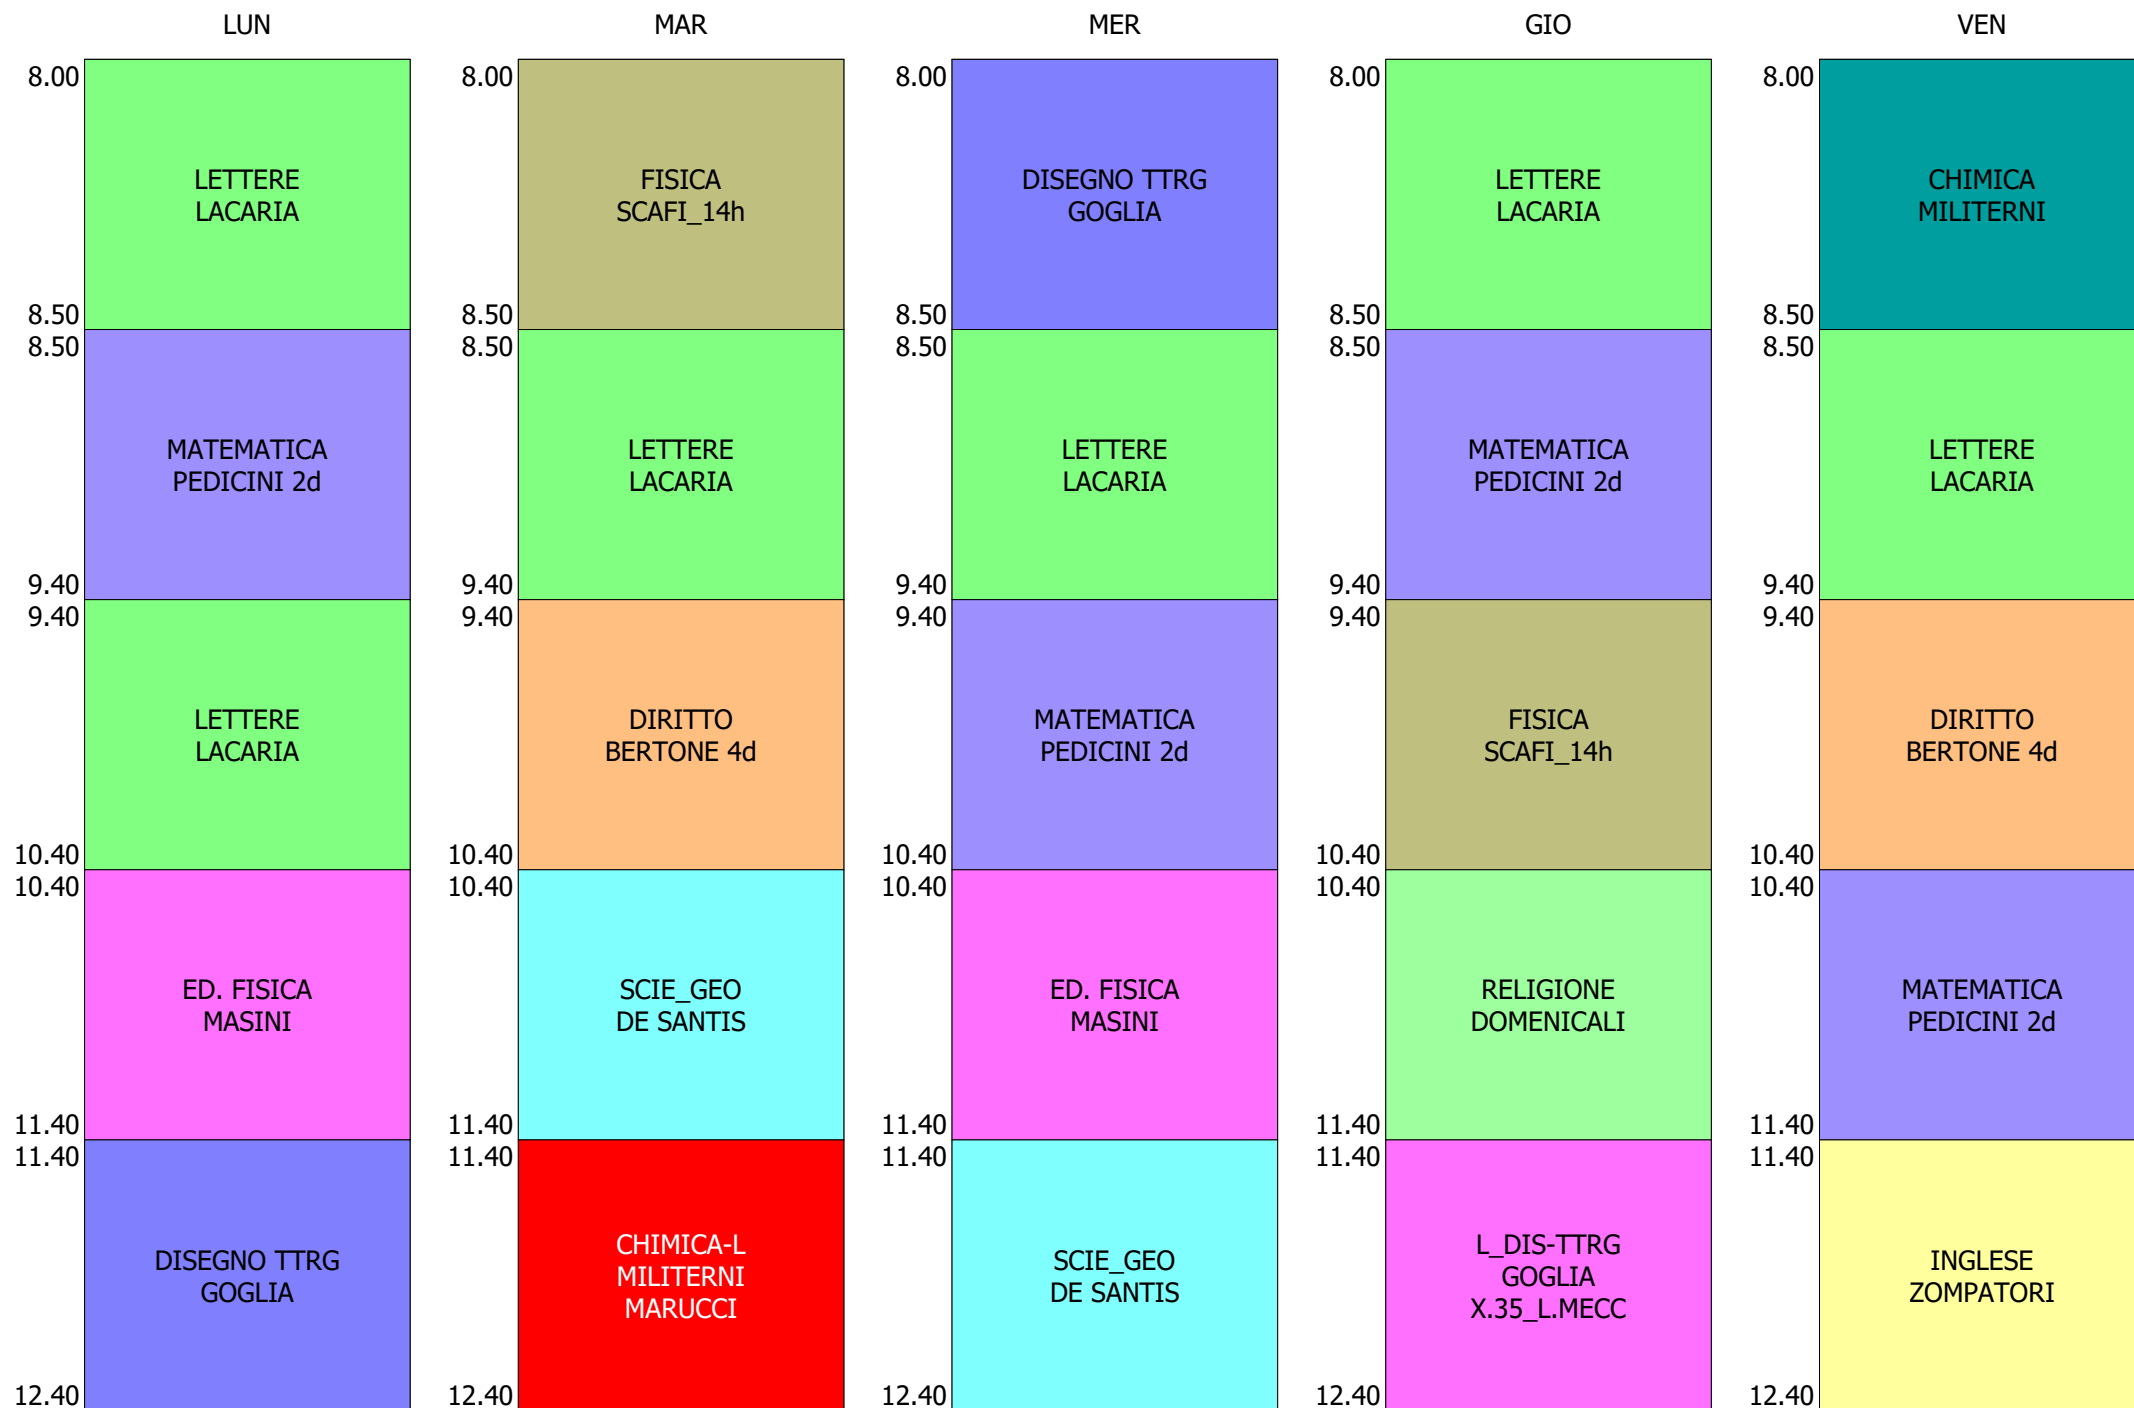 LUN MAR MER GIO VEN
8.00 8.00 8.00 8.00 8.00
LETTERE FISICA DISEGNO TTRG LETTERE CHIMICA
LACARIA SCAFI_14h GOGLIA LACARIA MILITERNI
8.50 8.50 8.50 8.50 8.50
8.50 8.50 8.50 8.50 8.50
MATEMATICA LETTERE LETTERE MATEMATICA LETTERE
PEDICINI 2d LACARIA LACARIA PEDICINI 2d LACARIA
9.40 9.40 9.40 9.40 9.40
9.40 9.40 9.40 9.40 9.40
LETTERE DIRITTO MATEMATICA FISICA DIRITTO
LACARIA BERTONE 4d PEDICINI 2d SCAFI_14h BERTONE 4d
10.40 10.40 10.40 10.40 10.40
10.40 10.40 10.40 10.40 10.40
ED. FISICA SCIE_GEO ED. FISICA RELIGIONE MATEMATICA
MASINI DE SANTIS MASINI DOMENICALI PEDICINI 2d
11.40 11.40 11.40 11.40 11.40
11.40 11.40 11.40 11.40 11.40
DISEGNO TTRG CHIMICA-L SCIE_GEO L_DIS-TTRG INGLESE
GOGLIA MILITERNI DE SANTIS GOGLIA ZOMPATORI
MARUCCI X.35_L.MECC
12.40 12.40 12.40 12.40 12.40